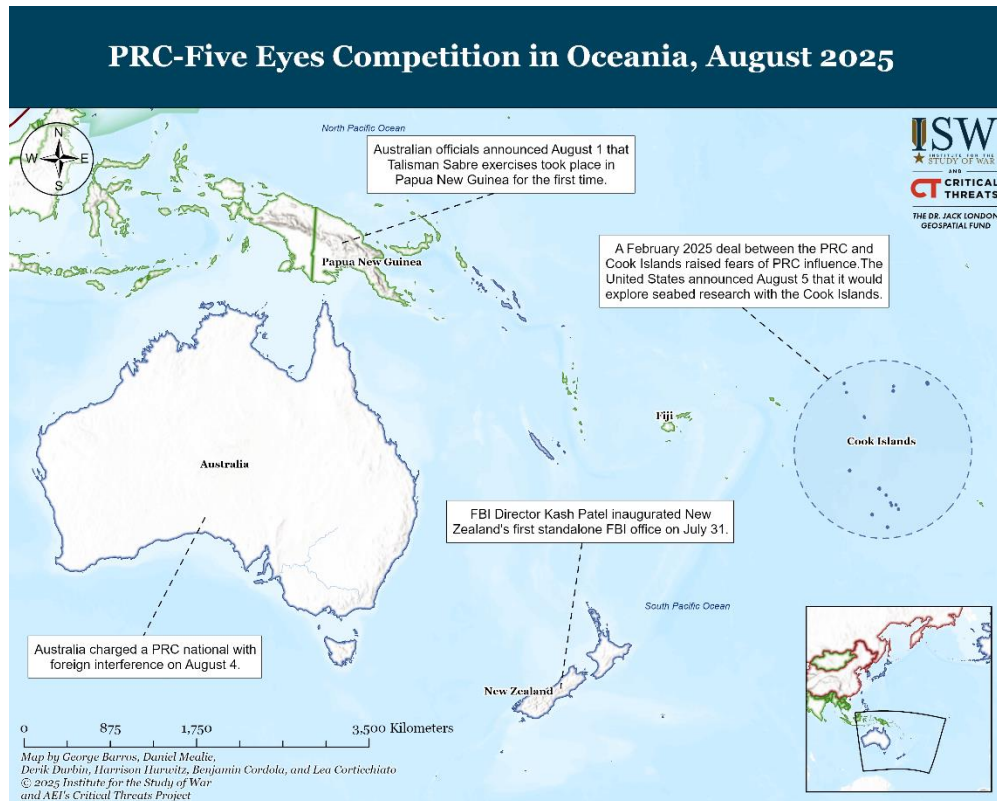 PRC-Five Eyes Competition in Oceania, August 2025
North Pacific Ocean
N
W E
S
Australian officials announced August 1 that
Talisman Sabre exercises took place in
Papua New Guinea for the first time.
ISW
INSTITUTE FOR THE
STUDY OF WAR
AND
CT CRITICAL
THREATS
THE DR. JACK LONDON
GEOSPATIAL FUND
A February 2025 deal between the PRC and
Cook Islands raised fears of PRC influence.The
United States announced August 5 that it would
explore seabed research with the Cook Islands.
Papua New Guinea
Fiji
Cook Islands
Australia
FBI Director Kash Patel inaugurated New
Zealand's first standalone FBI office on July 31.
South Pacific Ocean
Australia charged a PRC national with
foreign interference on August 4.
New Zealand
0 875 1,750 3,500 Kilometers
Map by George Barros, Daniel Mealie,
Derik Durbin, Harrison Hurwitz, Benjamin Cordola, and Lea Corticchiato
© 2025 Institute for the Study of War
and AEI's Critical Threats Project